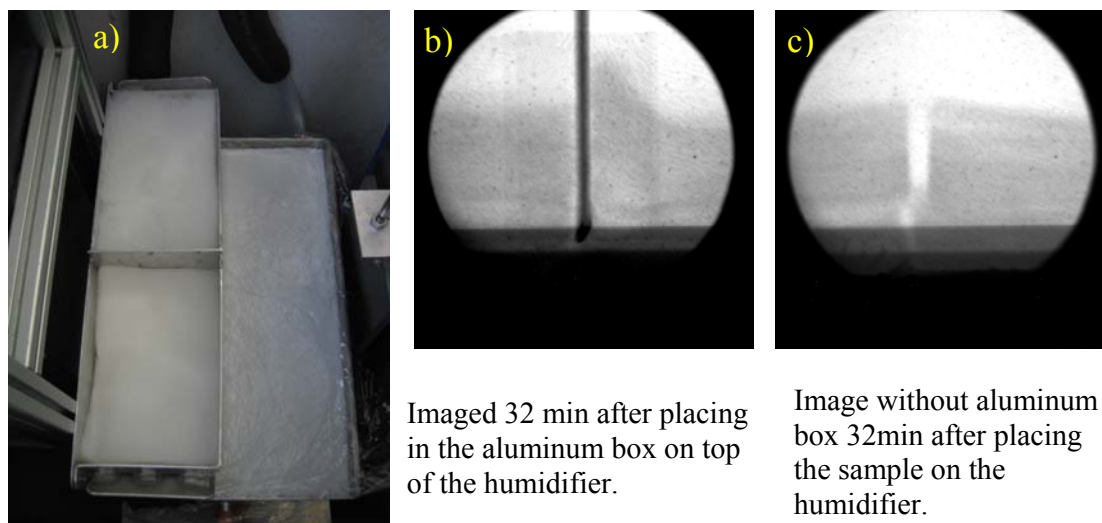 a)
b)
c)
Imaged 32 min after placing
in the aluminum box on top
of the humidifier.
Image without aluminum
box 32min after placing
the sample on the
humidifier.